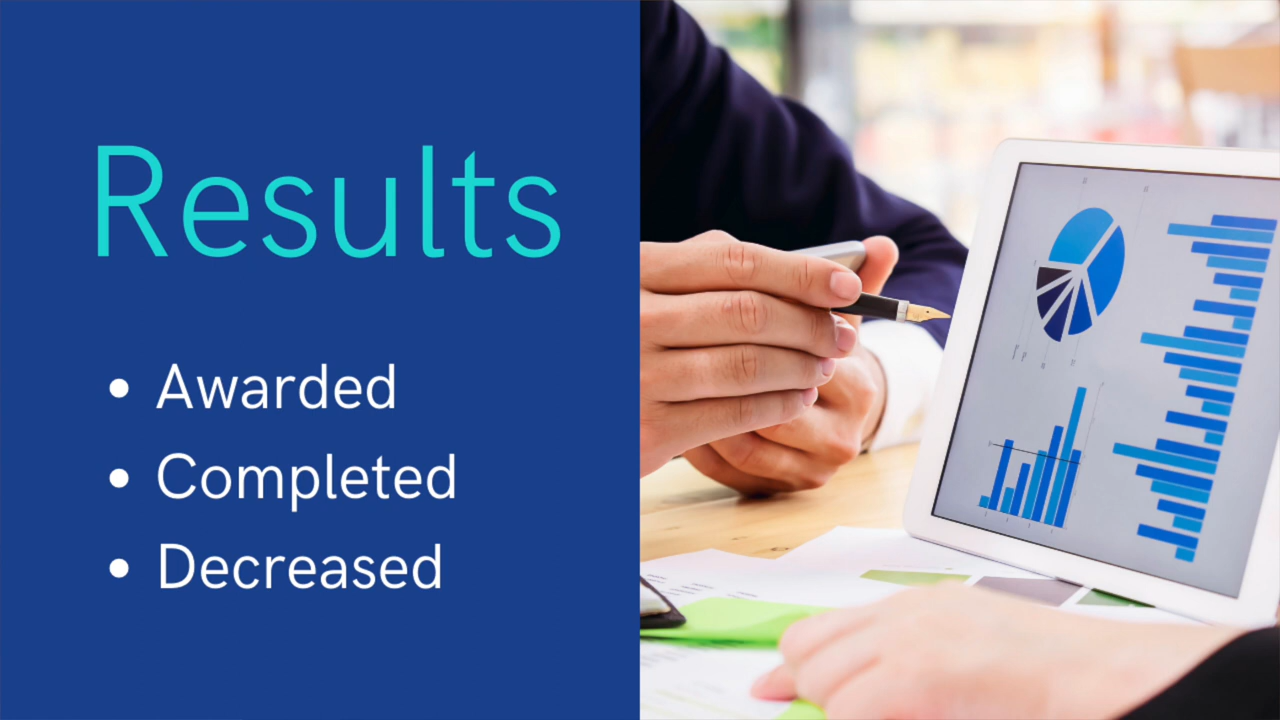 Results
• Awarded
• Completed
• Decreased